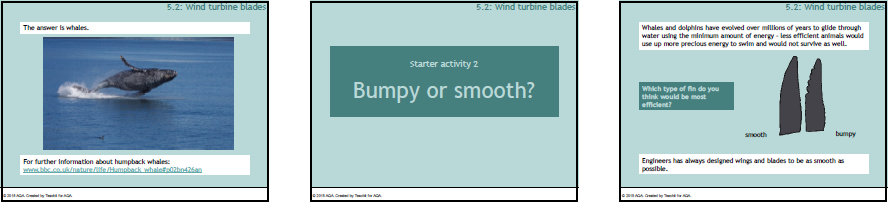 5.2: Wind turbine blades
The answer is whales.
For further information about humpback whales:
www.bbc.co.uk/nature/life/Humpback_whale#p02bn426an
© 2015 AQA. Created by Teachit for AQA.
5.2: Wind turbine blades
Starter activity 2
Bumpy or smooth?
© 2015 AQA. Created by Teachit for AQA.
5.2: Wind turbine blades
Whales and dolphins have evolved over millions of years to glide through
water using the minimum amount of energy – less efficient animals would
use up more precious energy to swim and would not survive as well.
Which type of fin do you
think would be most
efficient?
smooth
bumpy
Engineers has always designed wings and blades to be as smooth as
possible.
© 2015 AQA. Created by Teachit for AQA.